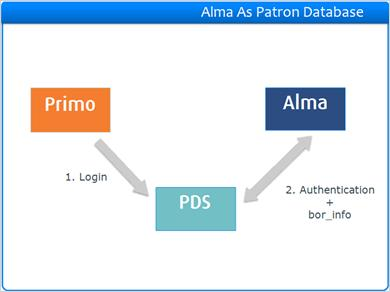 Alma As Patron Database
Primo
Alma
1. Login
PDS
2. Authentication
+
bor_info